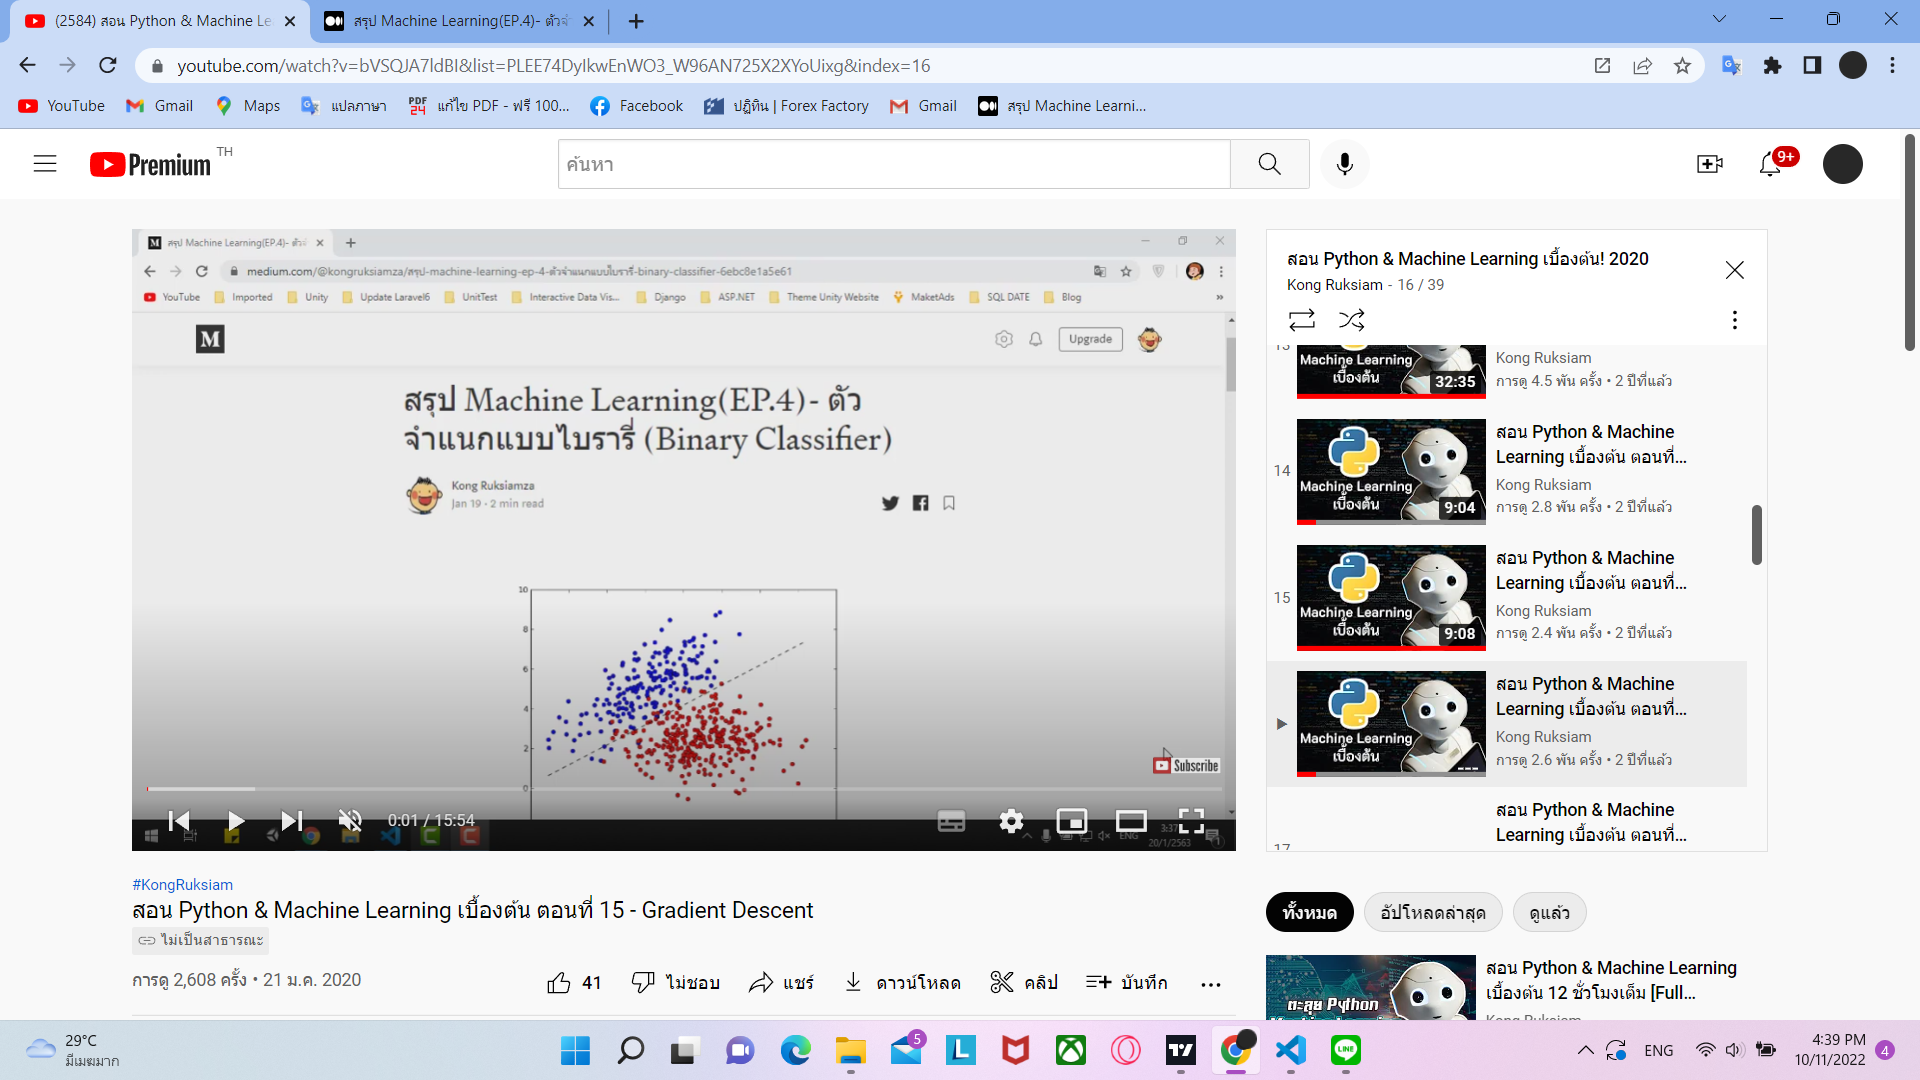 (2584) สอน Python & Machine Le
สรุป Machine Learning(EP.4)- ตัวจำ
youtube.com/watch?v=bVSQJA7ldBI&list=PLEE74DyIkwEnWO3_W96AN725X2XYoUixg&index=16
YouTube
Gmail
Maps
แปลภาษา
แก้ไข PDF - ฟรี 100...
Facebook
ปฏิทิน | Forex Factory
Gmail
สรุป Machine Learni...
Premium TH
ค้นหา
9+
สรุป Machine Learning(EP.4)- ตัวจำ
medium.com/@kongruksiamza/สรุป-machine-learning-ep-4-ตัวจำแนกแบบไบรารี่-binary-classifier-6ebc8e1a5e61
YouTube Imported Unity Update Laravel6 UnitTest Interactive Data Vis... Django ASP.NET Theme Unity Website MaketAds SQL DATE Blog »
M
Upgrade
สรุป Machine Learning(EP.4)- ตัว
จำแนกแบบไบรารี่ (Binary Classifier)
Kong Ruksiamza
Jan 19 · 2 min read
10
8
6
4
2
0
Subscribe
0:01 / 15:54
ENG
3:37
20/1/2563
#KongRuksiam
สอน Python & Machine Learning เบื้องต้น ตอนที่ 15 - Gradient Descent
ไม่เป็นสาธารณะ
การดู 2,608 ครั้ง • 21 ม.ค. 2020
41
ไม่ชอบ
แชร์
ดาวน์โหลด
คลิป
บันทึก
สอน Python & Machine Learning เบื้องต้น! 2020
Kong Ruksiam - 16 / 39
13
Machine Learning
เบื้องต้น
32:35
Kong Ruksiam
การดู 4.5 พัน ครั้ง • 2 ปีที่แล้ว
14
Machine Learning
เบื้องต้น
9:04
สอน Python & Machine
Learning เบื้องต้น ตอนที่...
Kong Ruksiam
การดู 2.8 พัน ครั้ง • 2 ปีที่แล้ว
15
Machine Learning
เบื้องต้น
9:08
สอน Python & Machine
Learning เบื้องต้น ตอนที่...
Kong Ruksiam
การดู 2.4 พัน ครั้ง • 2 ปีที่แล้ว
Machine Learning
เบื้องต้น
สอน Python & Machine
Learning เบื้องต้น ตอนที่...
Kong Ruksiam
การดู 2.6 พัน ครั้ง • 2 ปีที่แล้ว
17
สอน Python & Machine
Learning เบื้องต้น ตอนที่...
ทั้งหมด
อัปโหลดล่าสุด
ดูแล้ว
ตะลุย Python
สอน Python & Machine Learning
เบื้องต้น 12 ชั่วโมงเต็ม [Full...
Kong Ruksiam
29°C
มีเมฆมาก
5
ENG
4:39 PM
10/11/2022
4